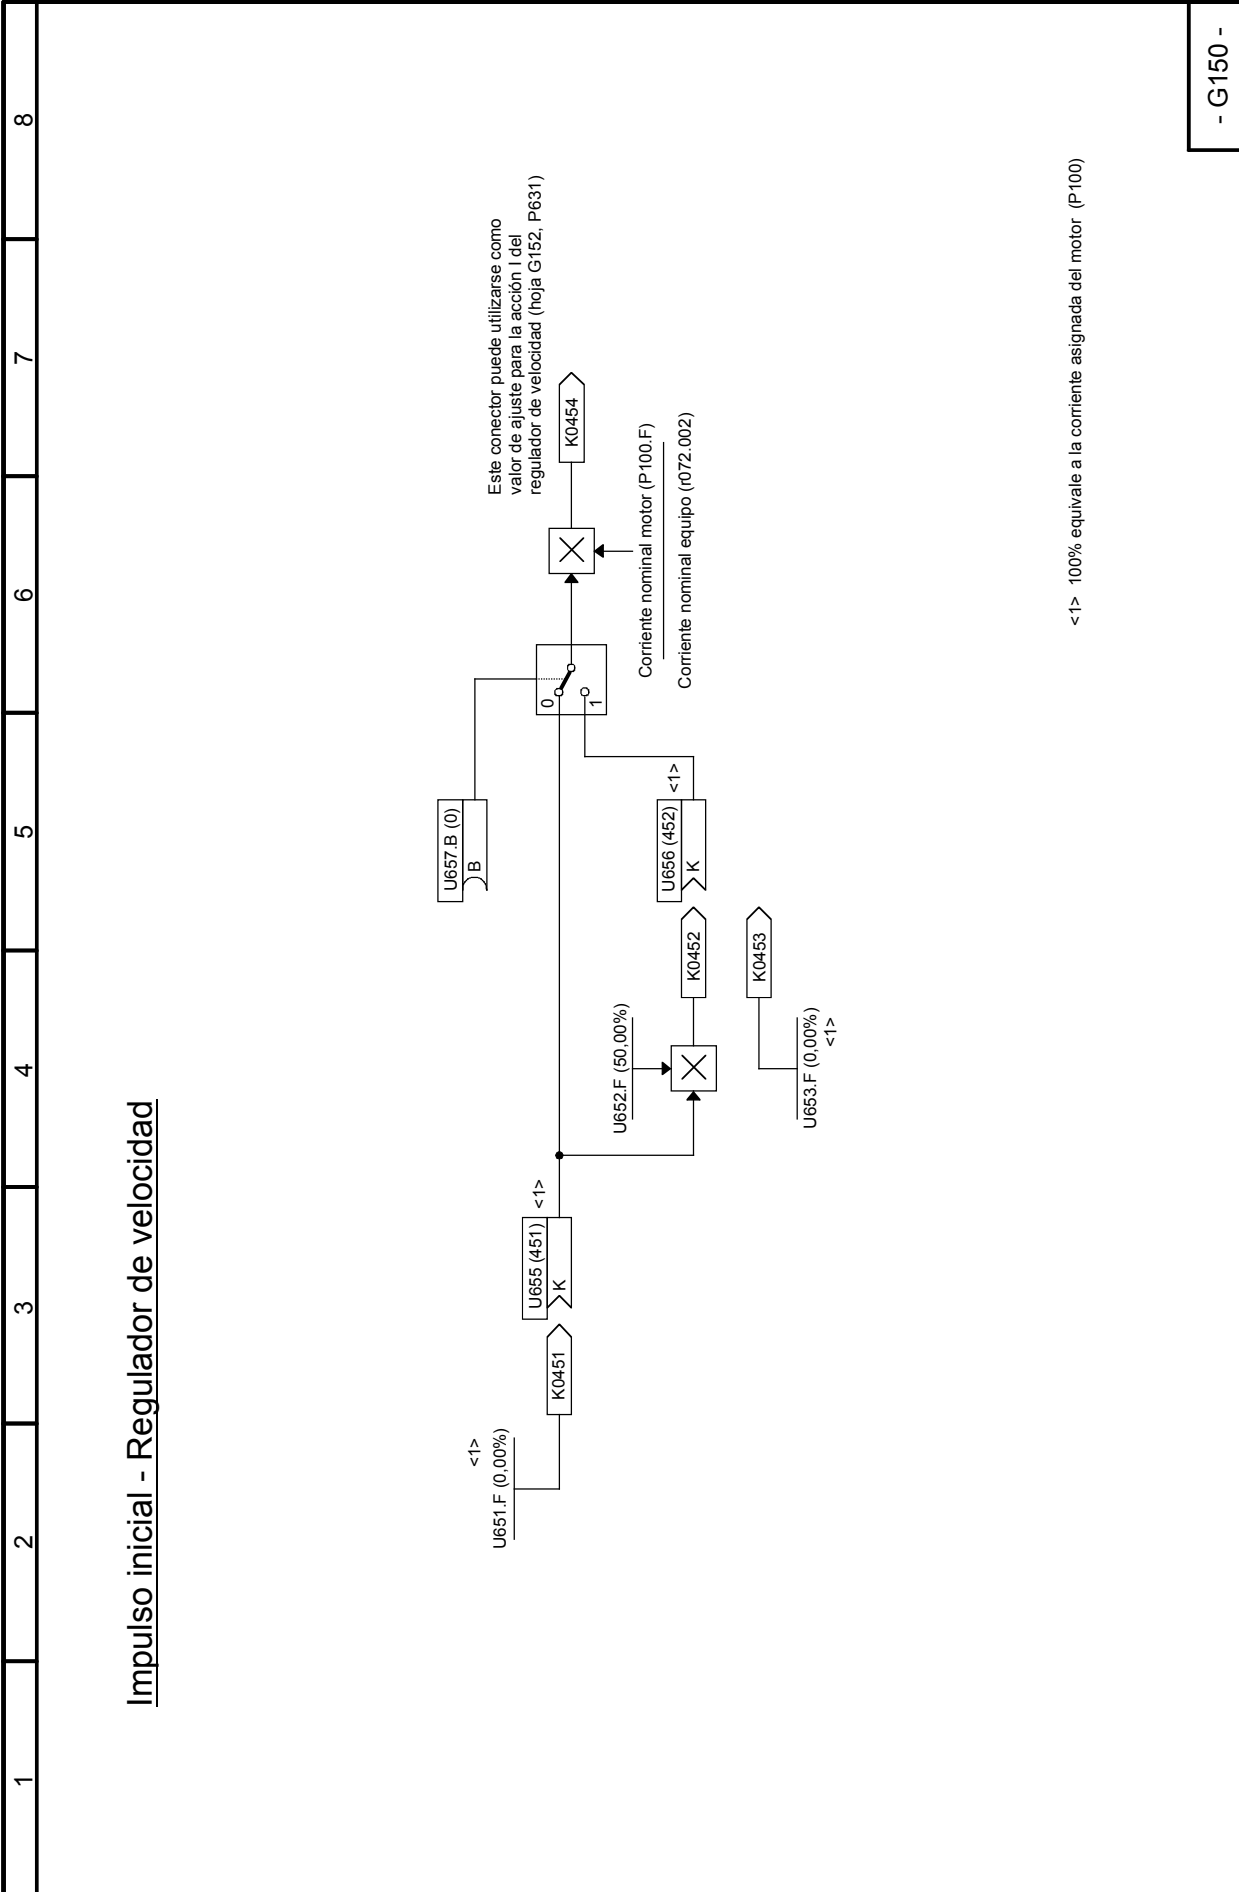 1
2
3
4
5
6
7
8
Impulso inicial - Regulador de velocidad
<1>
U651.F (0,00%)
K0451
U655 (451)
<1>
K
U652.F (50,00%)
K0452
U653.F (0,00%)
<1>
K0453
U657.B (0)
B
U656 (452)
<1>
K
0
1
Corriente nominal motor (P100.F)
Corriente nominal equipo (r072.002)
K0454
Este conector puede utilizarse como
valor de ajuste para la acción I del
regulador de velocidad (hoja G152, P631)
<1> 100% equivale a la corriente asignada del motor (P100)
- G150 -